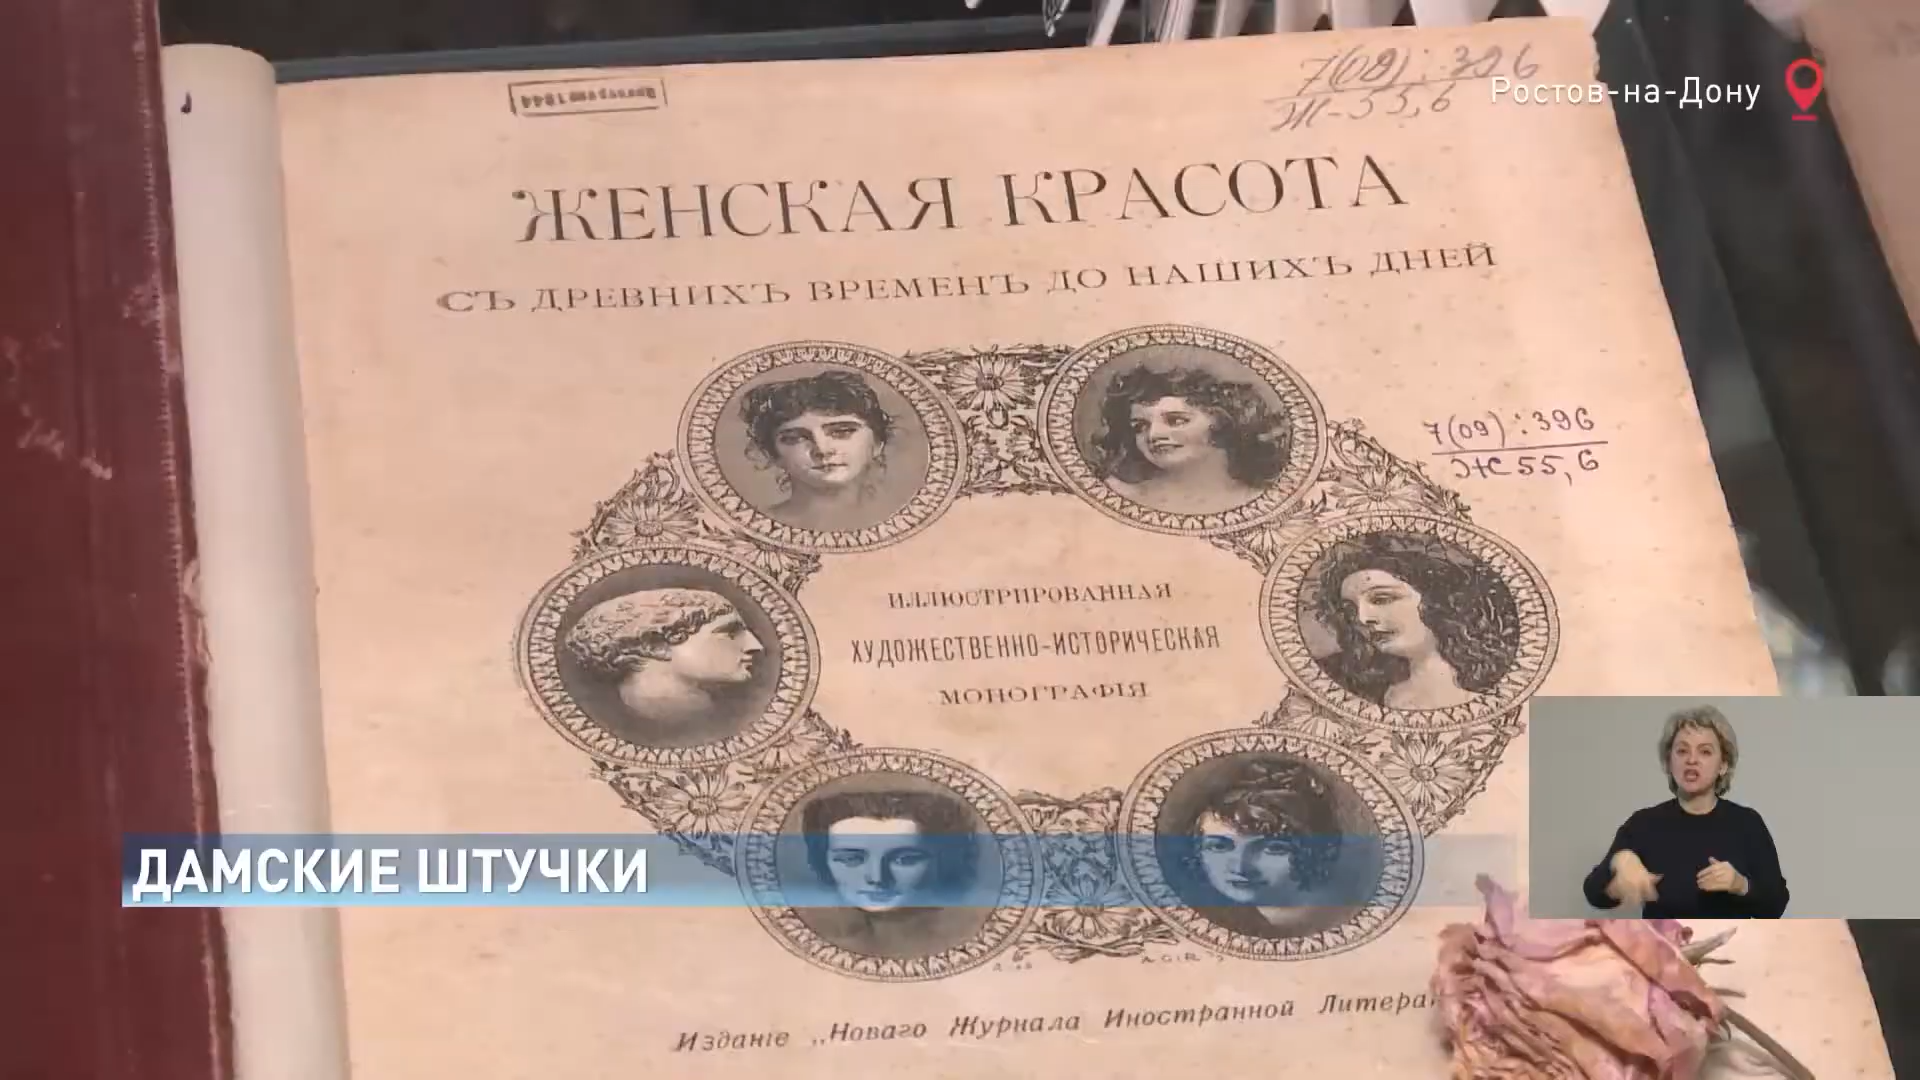 7(09):396
Ж-55,6
Ростов-на-Дону
ЖЕНСКАЯ КРАСОТА
СЪ ДРЕВНИХЪ ВРЕМЕНЪ ДО НАШИХЪ ДНЕЙ
7(09):396
Ж55,6
ИЛЛЮСТРИРОВАННАЯ
ХУДОЖЕСТВЕННО-ИСТОРИЧЕСКАЯ
МОНОГРАФІЯ
ДАМСКИЕ ШТУЧКИ
Изданіе „Новаго Журнала Иностранной